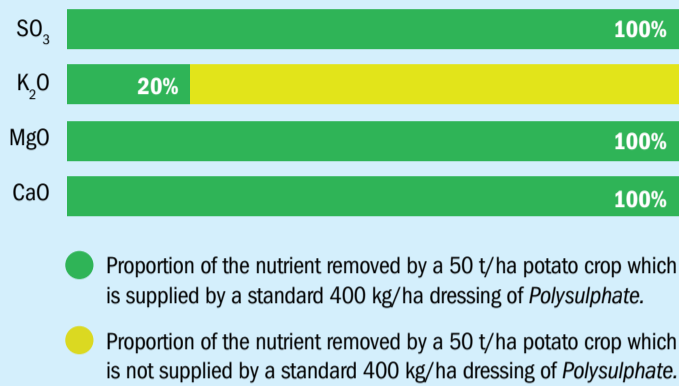 SO₃ 100%
K₂O 20%
MgO 100%
CaO 100%
Proportion of the nutrient removed by a 50 t/ha potato crop which
is supplied by a standard 400 kg/ha dressing of Polysulphate.
Proportion of the nutrient removed by a 50 t/ha potato crop which
is not supplied by a standard 400 kg/ha dressing of Polysulphate.